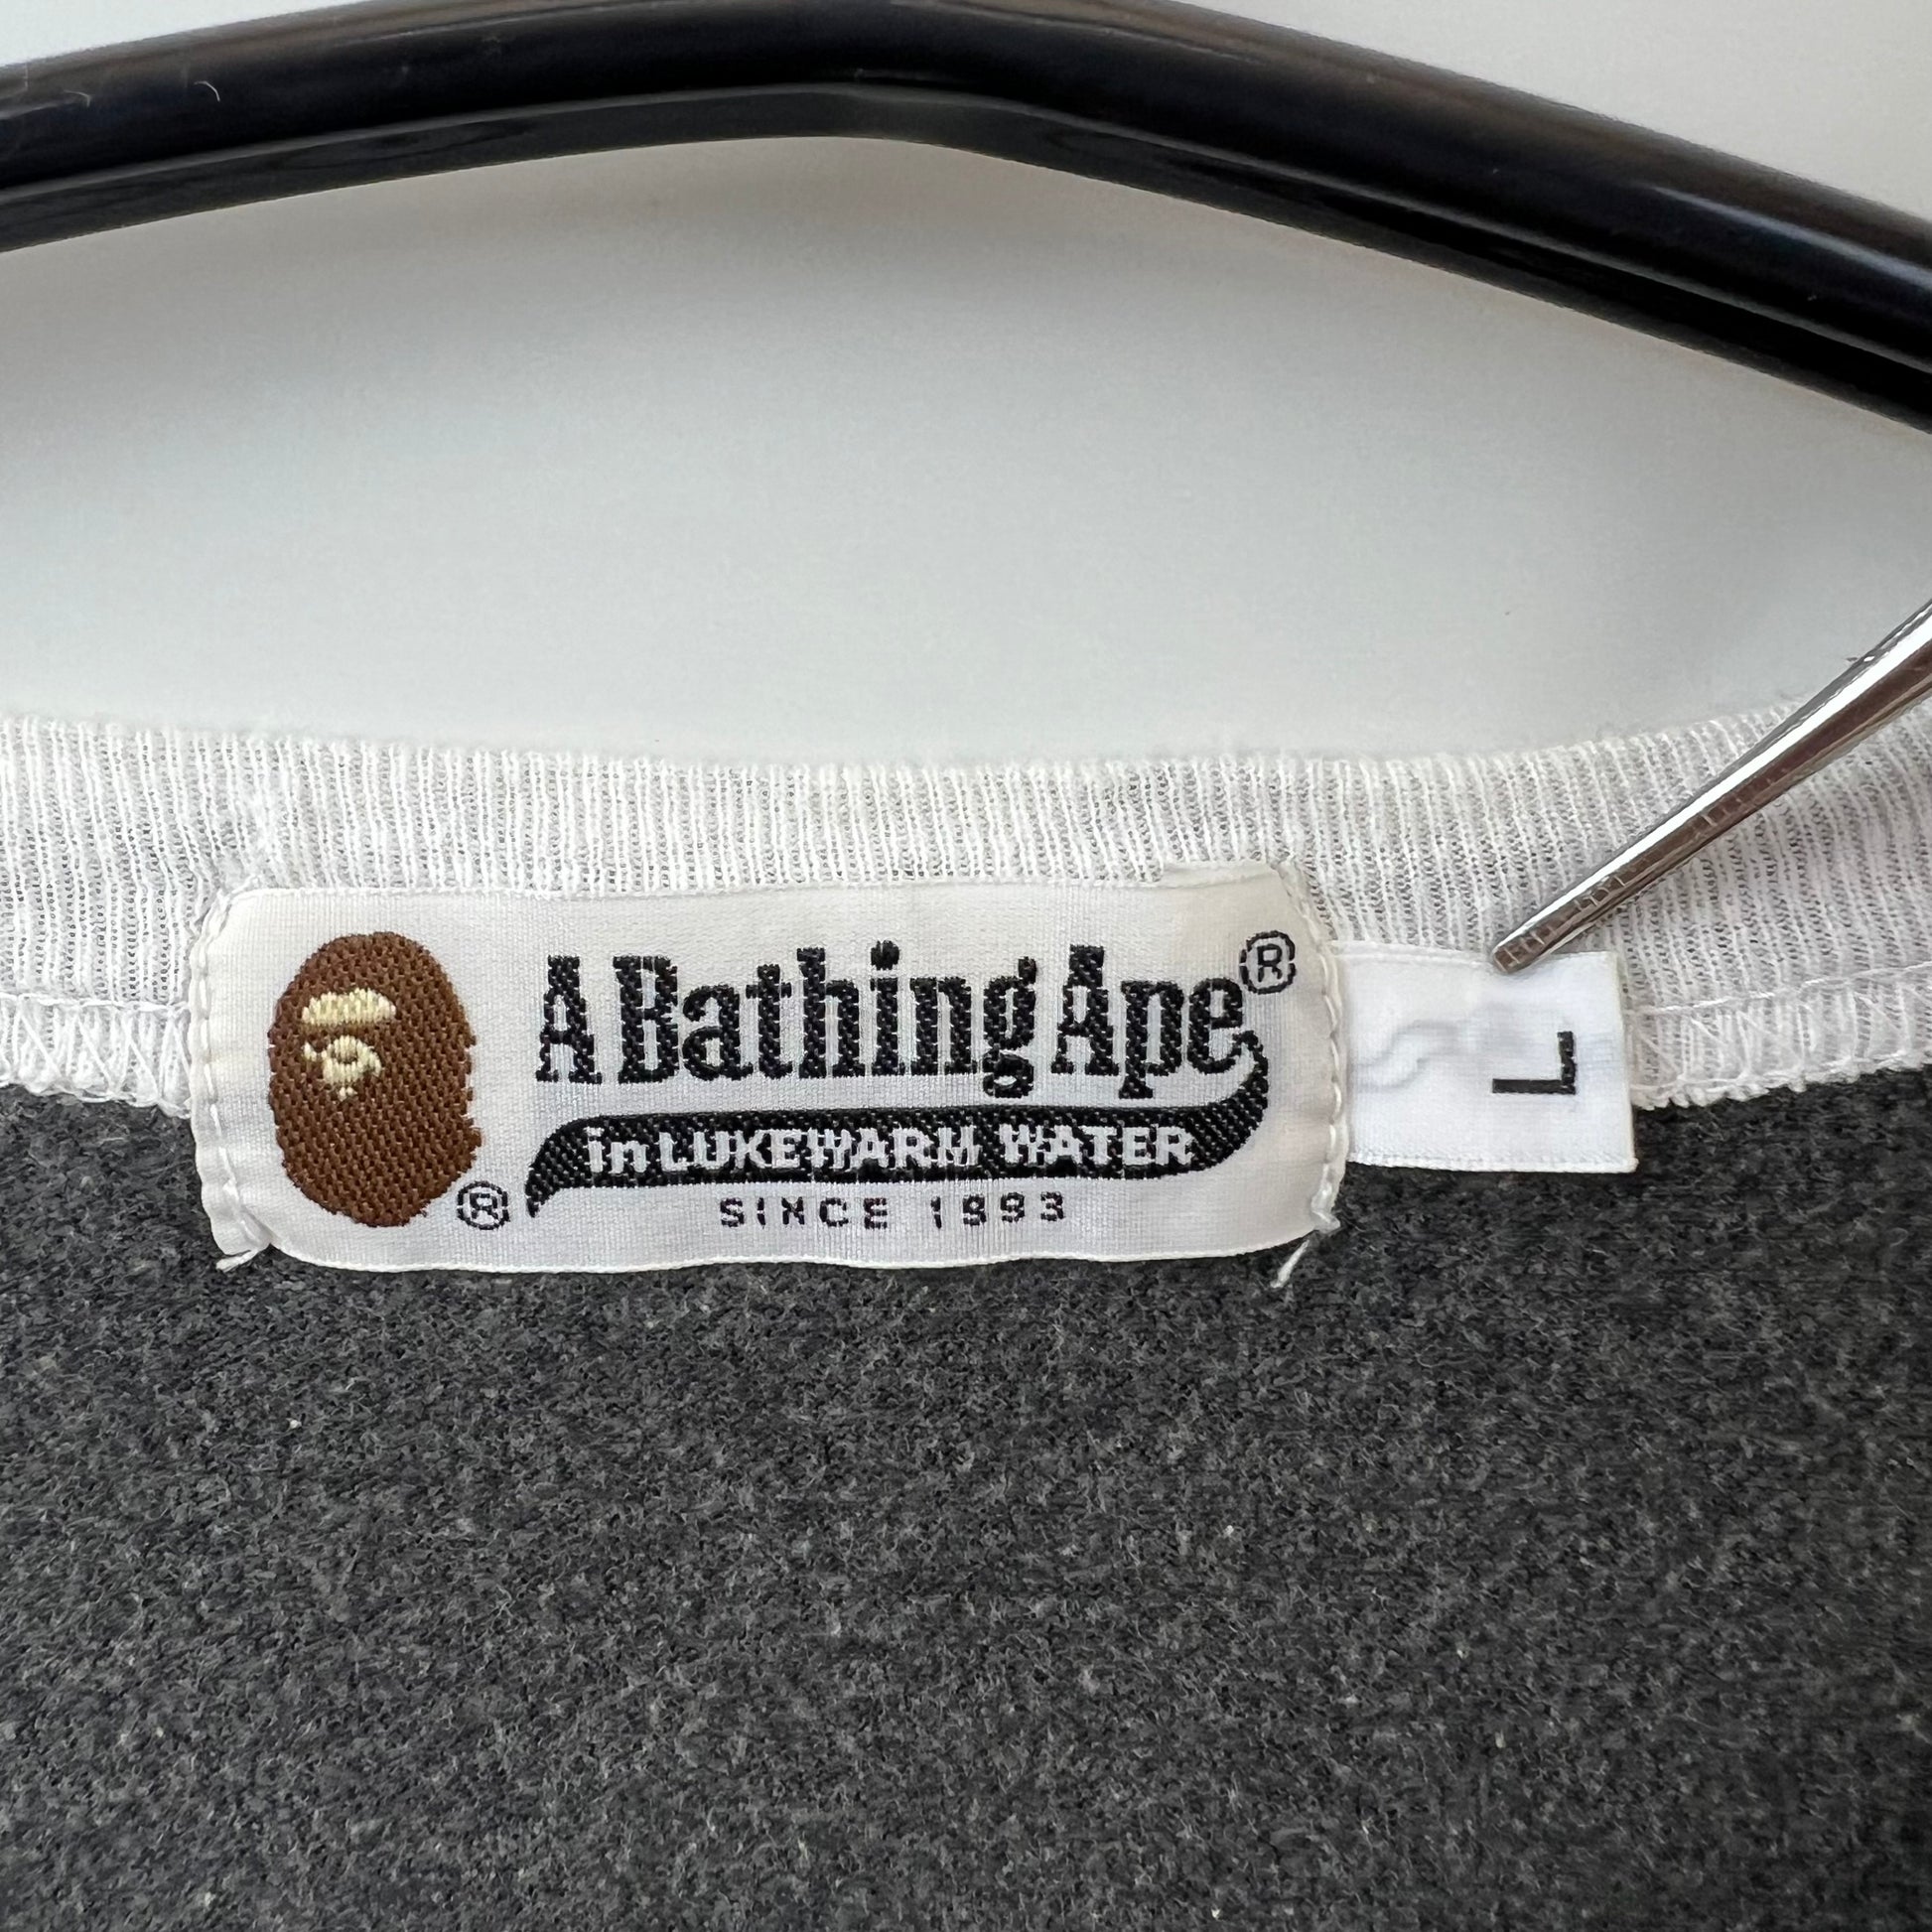 A Bathing Ape®
in LUKEWARM WATER
® SINCE 1993
L